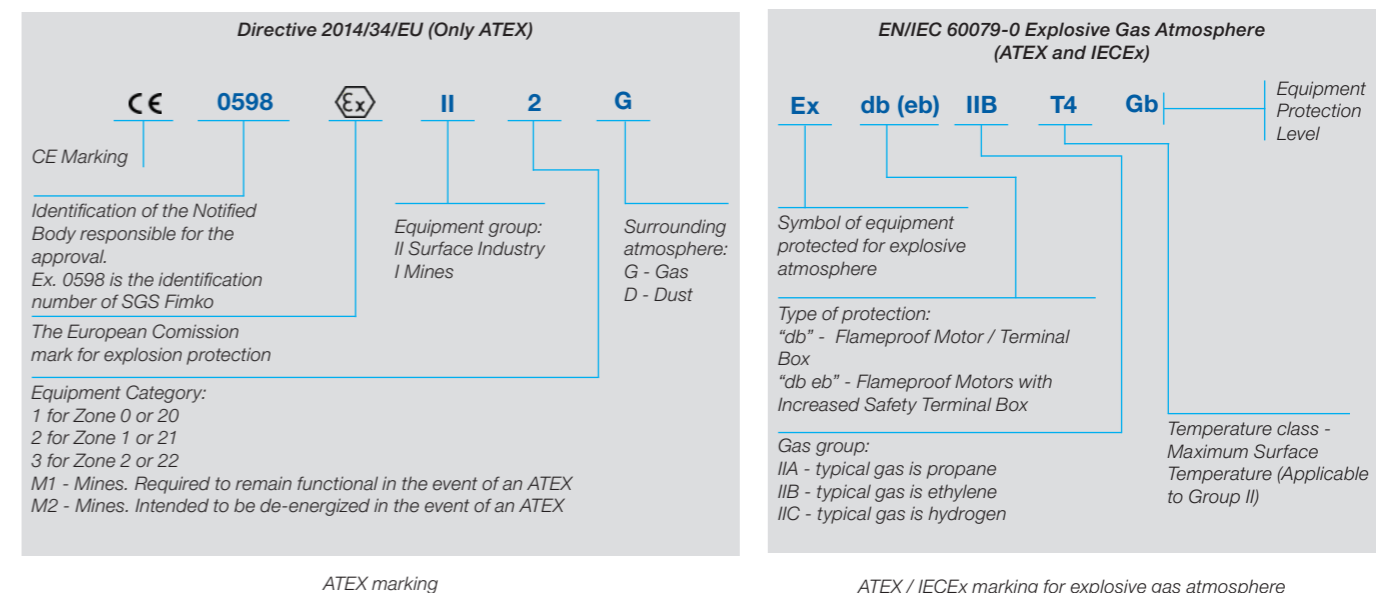 Directive 2014/34/EU (Only ATEX)
CE 0598 Ex II 2 G
CE Marking
Identification of the Notified
Body responsible for the
approval.
Ex. 0598 is the identification
number of SGS Fimko
The European Comission
mark for explosion protection
Equipment group:
II Surface Industry
I Mines
Surrounding
atmosphere:
G - Gas
D - Dust
Equipment Category:
1 for Zone 0 or 20
2 for Zone 1 or 21
3 for Zone 2 or 22
M1 - Mines. Required to remain functional in the event of an ATEX
M2 - Mines. Intended to be de-energized in the event of an ATEX
ATEX marking
EN/IEC 60079-0 Explosive Gas Atmosphere
(ATEX and IECEx)
Ex db (eb) IIB T4 Gb
Equipment
Protection
Level
Symbol of equipment
protected for explosive
atmosphere
Type of protection:
“db” - Flameproof Motor / Terminal
Box
“db eb” - Flameproof Motors with
Increased Safety Terminal Box
Gas group:
IIA - typical gas is propane
IIB - typical gas is ethylene
IIC - typical gas is hydrogen
Temperature class -
Maximum Surface
Temperature (Applicable
to Group II)
ATEX / IECEx marking for explosive gas atmosphere